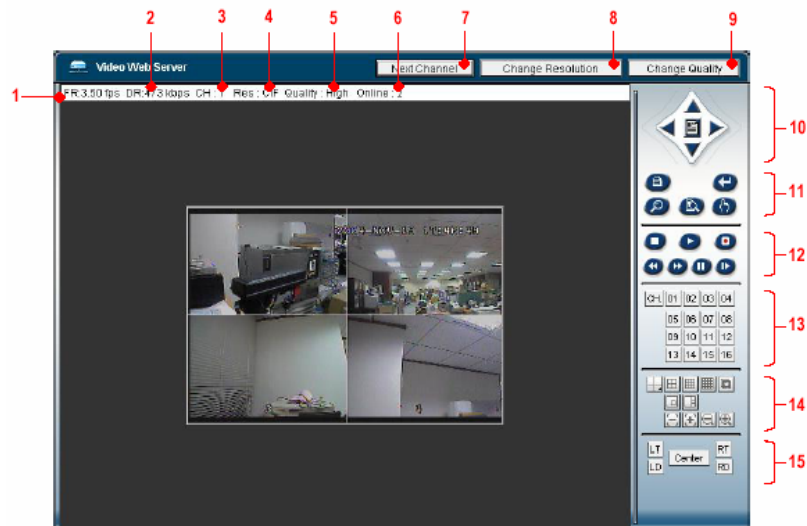 2 3 4 5 6 7 8 9
Video Web Server Next Channel Change Resolution Change Quality
1 FR:3.50 fps DR:473 kbps CH : 1 Res : CIF Quality : High Online : 2
10
11
12
CH. 01 02 03 04
05 06 07 08
13
09 10 11 12
13 14 15 16
14
LT Center RT
15
LD RD